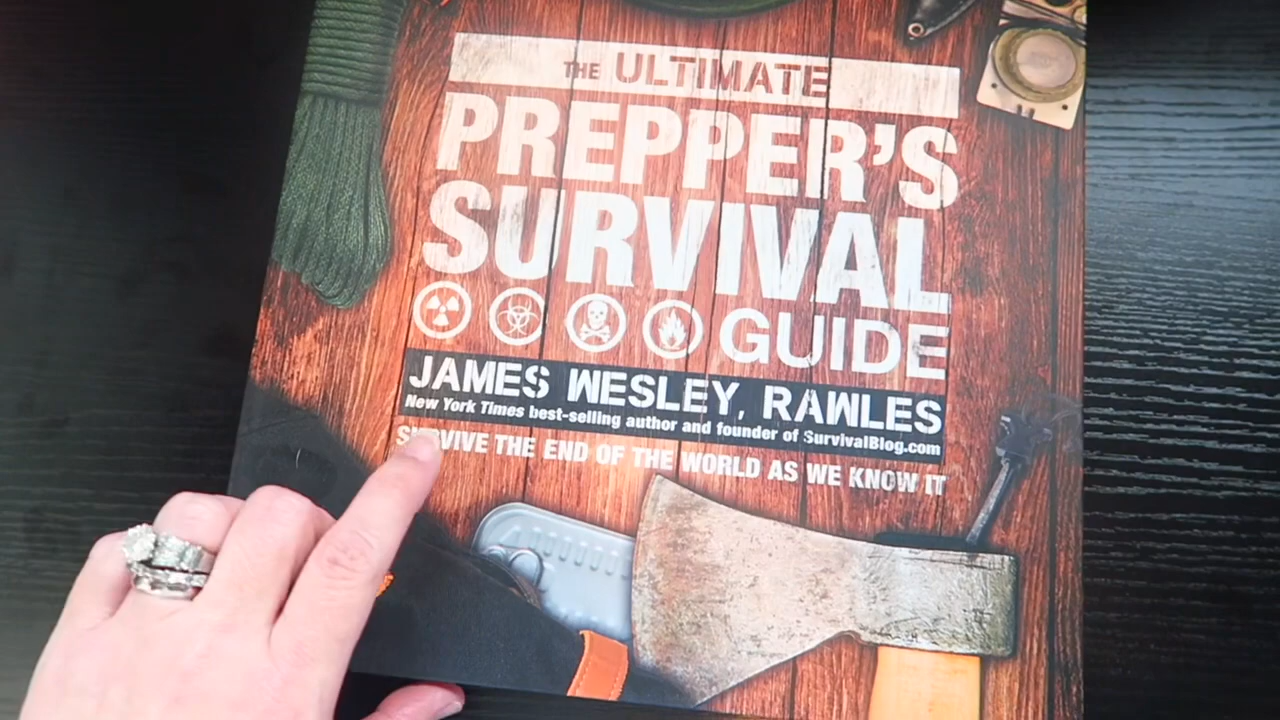 THE ULTIMATE
PREPPER'S
SURVIVAL
GUIDE
JAMES WESLEY, RAWLES
New York Times best-selling author and founder of SurvivalBlog.com
SURVIVE THE END OF THE WORLD AS WE KNOW IT